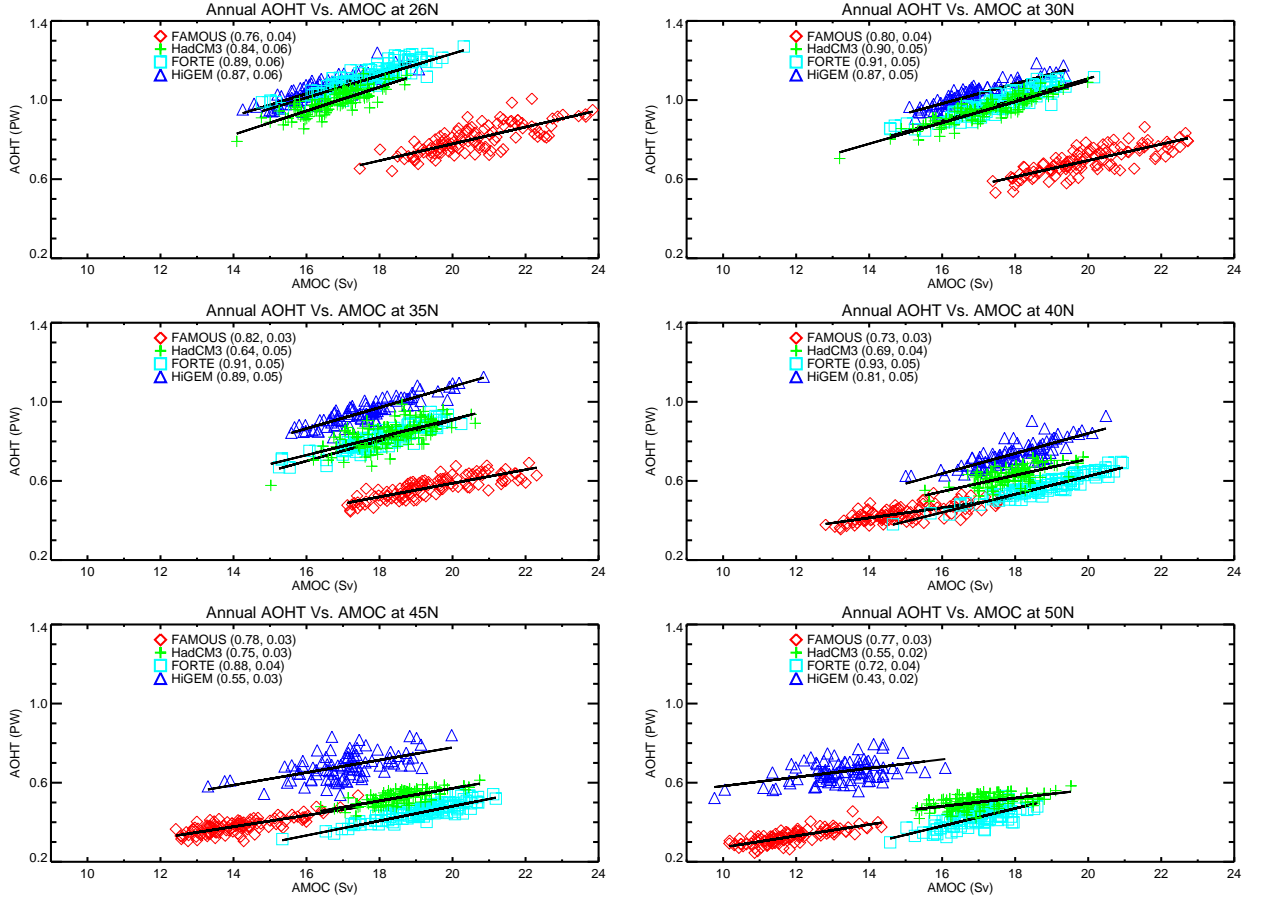 Annual AOHT Vs. AMOC at 26N
1.4
1.0
0.6
0.2
AOHT (PW)
FAMOUS (0.76, 0.04)
HadCM3 (0.84, 0.06)
FORTE (0.89, 0.06)
HiGEM (0.87, 0.06)
10 12 14 16 18 20 22 24
AMOC (Sv)
Annual AOHT Vs. AMOC at 30N
1.4
1.0
0.6
0.2
AOHT (PW)
FAMOUS (0.80, 0.04)
HadCM3 (0.90, 0.05)
FORTE (0.91, 0.05)
HiGEM (0.87, 0.05)
10 12 14 16 18 20 22 24
AMOC (Sv)
Annual AOHT Vs. AMOC at 35N
1.4
1.0
0.6
0.2
AOHT (PW)
FAMOUS (0.82, 0.03)
HadCM3 (0.64, 0.05)
FORTE (0.91, 0.05)
HiGEM (0.89, 0.05)
10 12 14 16 18 20 22 24
AMOC (Sv)
Annual AOHT Vs. AMOC at 40N
1.4
1.0
0.6
0.2
AOHT (PW)
FAMOUS (0.73, 0.03)
HadCM3 (0.69, 0.04)
FORTE (0.93, 0.05)
HiGEM (0.81, 0.05)
10 12 14 16 18 20 22 24
AMOC (Sv)
Annual AOHT Vs. AMOC at 45N
1.4
1.0
0.6
0.2
AOHT (PW)
FAMOUS (0.78, 0.03)
HadCM3 (0.75, 0.03)
FORTE (0.88, 0.04)
HiGEM (0.55, 0.03)
10 12 14 16 18 20 22 24
AMOC (Sv)
Annual AOHT Vs. AMOC at 50N
1.4
1.0
0.6
0.2
AOHT (PW)
FAMOUS (0.77, 0.03)
HadCM3 (0.55, 0.02)
FORTE (0.72, 0.04)
HiGEM (0.43, 0.02)
10 12 14 16 18 20 22 24
AMOC (Sv)